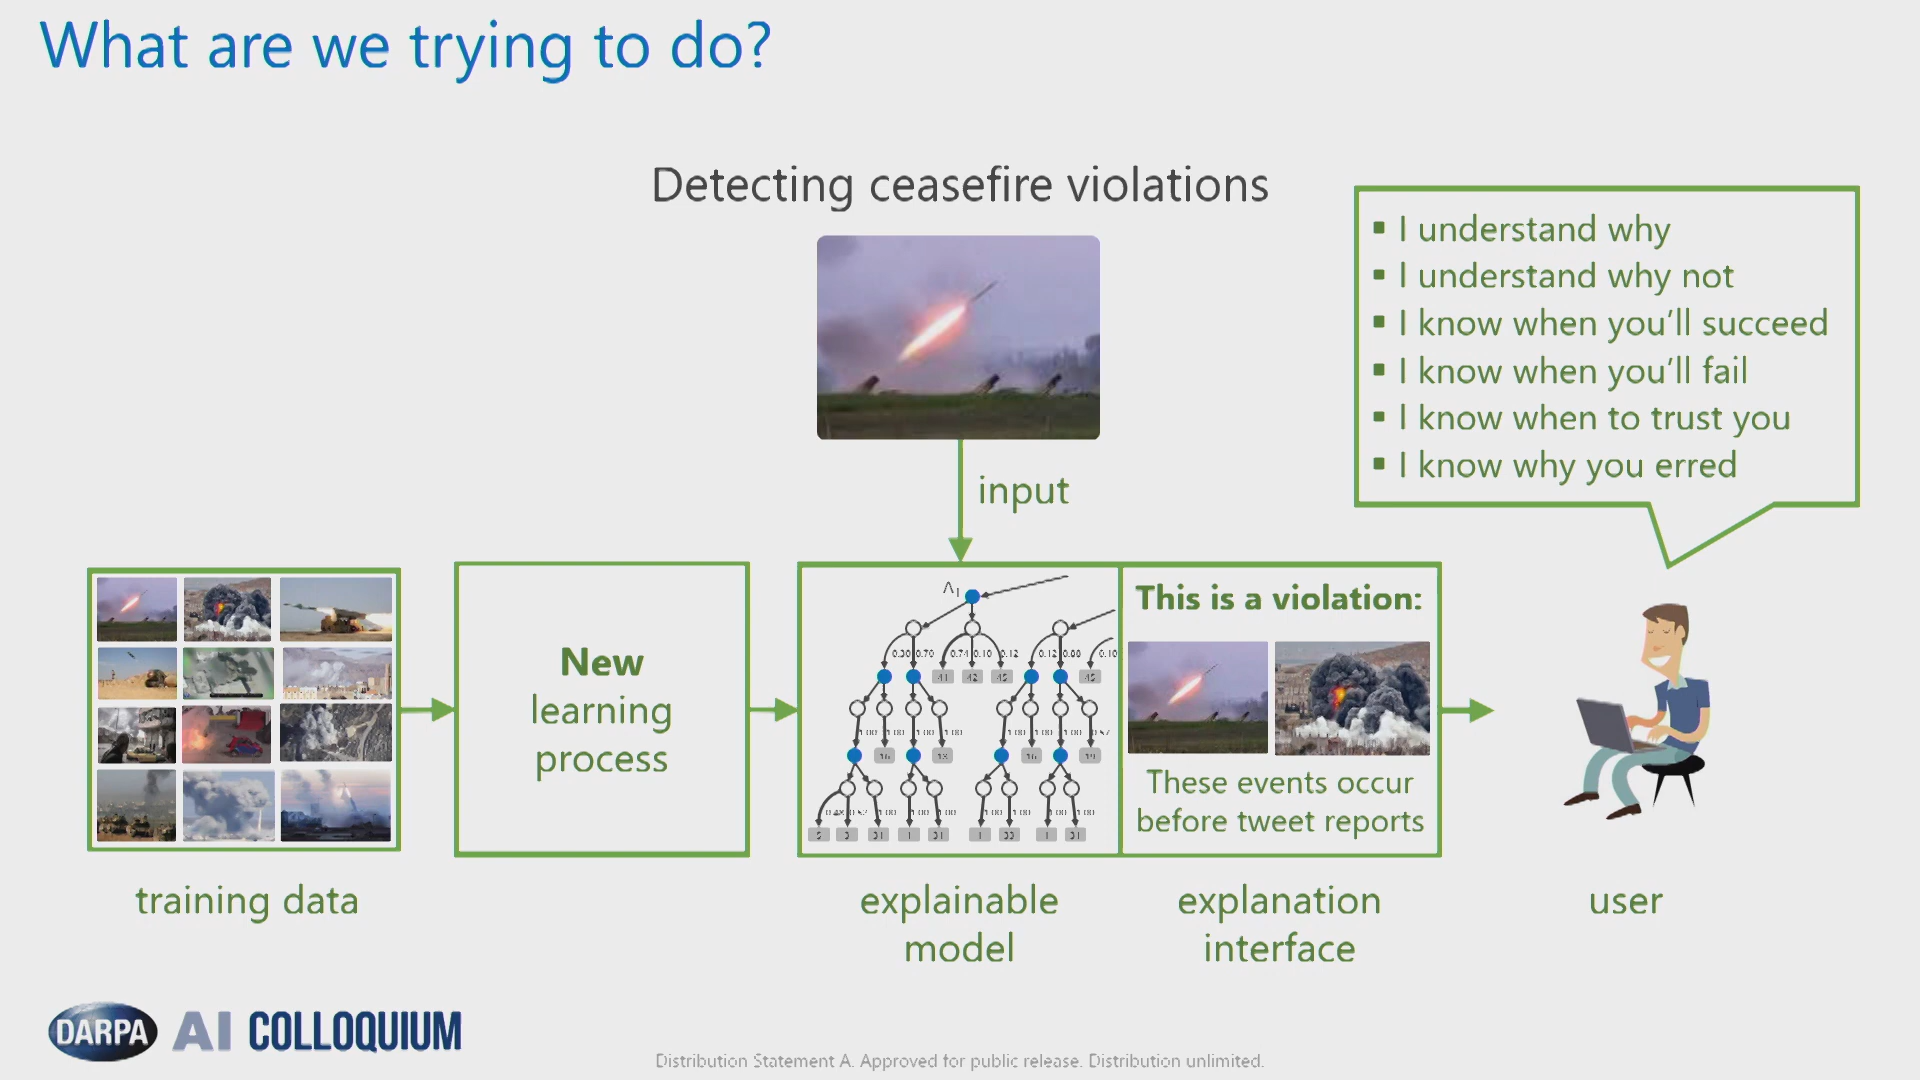 What are we trying to do?
Detecting ceasefire violations
▪ I understand why
▪ I understand why not
▪ I know when you'll succeed
▪ I know when you'll fail
▪ I know when to trust you
▪ I know why you erred
input
New
learning
process
This is a violation:
These events occur
before tweet reports
training data
explainable
model
explanation
interface
user
DARPA AI COLLOQUIUM
Distribution Statement A. Approved for public release. Distribution unlimited.